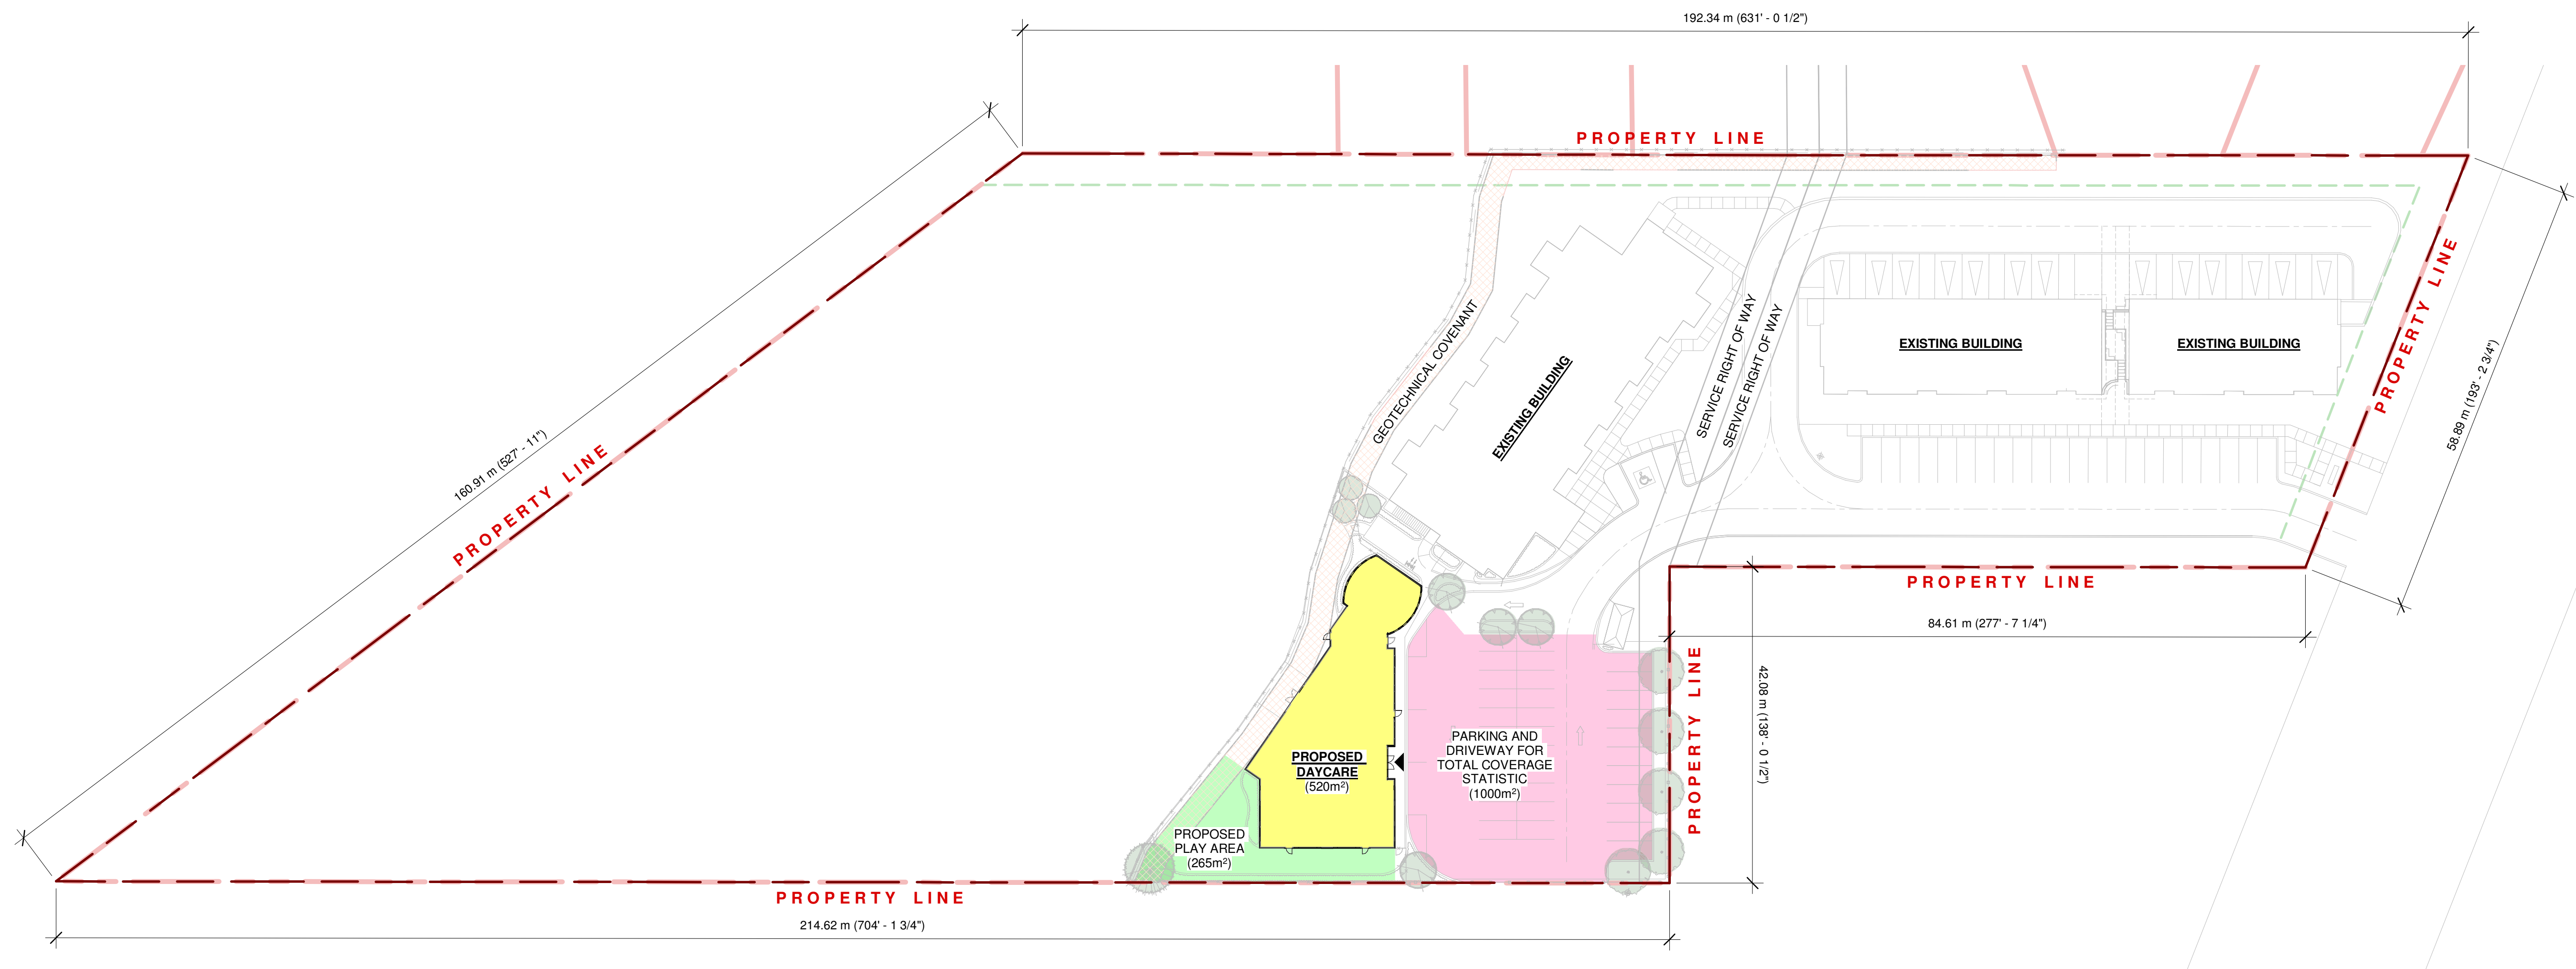 192.34 m (631' - 0 1/2")
PROPERTY LINE
160.91 m (527' - 11")
PROPERTY LINE
GEOTECHNICAL COVENANT
EXISTING BUILDING
SERVICE RIGHT OF WAY
SERVICE RIGHT OF WAY
EXISTING BUILDING
EXISTING BUILDING
PROPERTY LINE
58.89 m (193' - 2 3/4")
PROPERTY LINE
84.61 m (277' - 7 1/4")
PROPERTY LINE
42.08 m (138' - 0 1/2")
PROPOSED
DAYCARE
(520m²)
PARKING AND
DRIVEWAY FOR
TOTAL COVERAGE
STATISTIC
(1000m²)
PROPOSED
PLAY AREA
(265m²)
PROPERTY LINE
214.62 m (704' - 1 3/4")